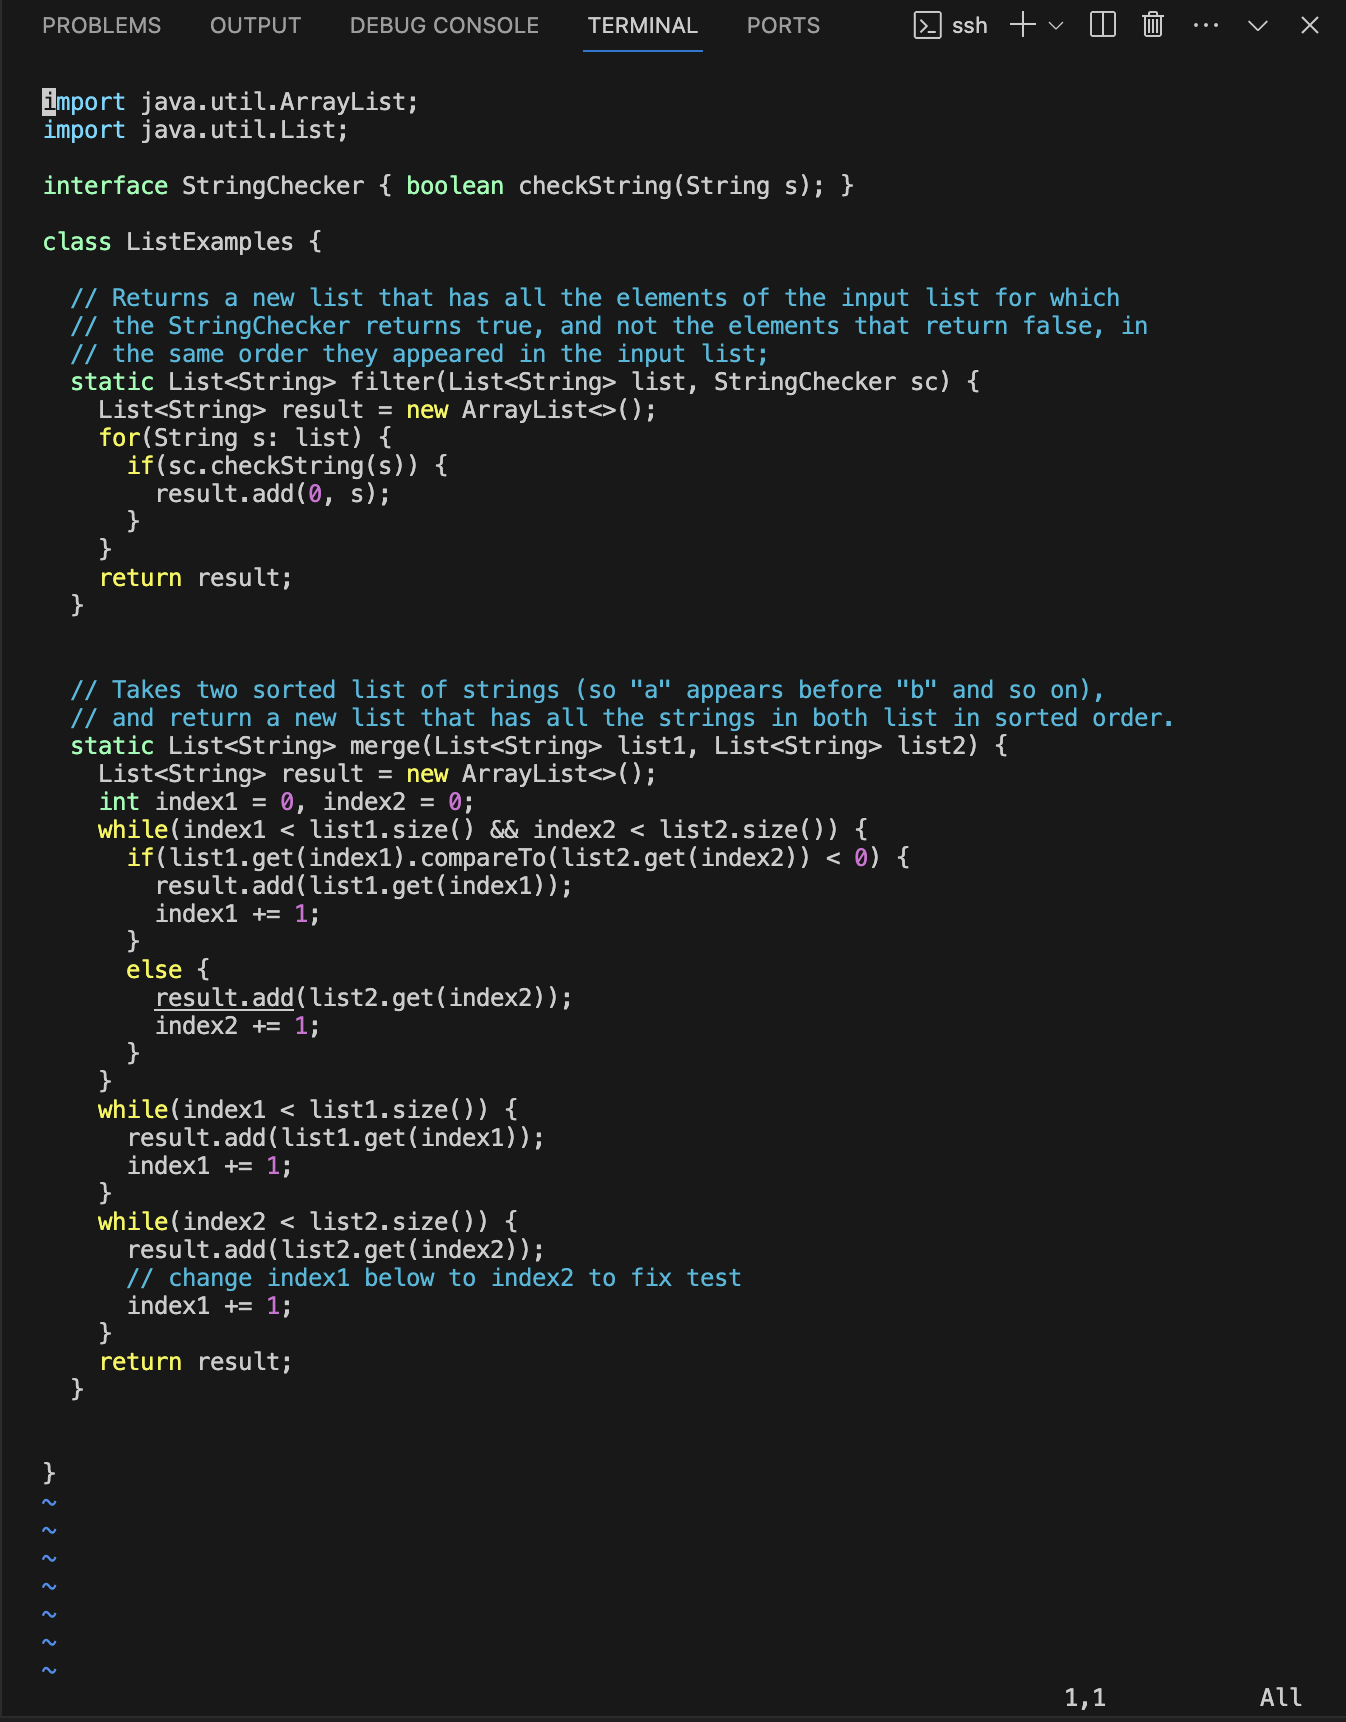 PROBLEMS OUTPUT DEBUG CONSOLE TERMINAL PORTS ssh
import java.util.ArrayList;
import java.util.List;
interface StringChecker { boolean checkString(String s); }
class ListExamples {
  // Returns a new list that has all the elements of the input list for which
  // the StringChecker returns true, and not the elements that return false, in
  // the same order they appeared in the input list;
  static List<String> filter(List<String> list, StringChecker sc) {
    List<String> result = new ArrayList<>();
    for(String s: list) {
      if(sc.checkString(s)) {
        result.add(0, s);
      }
    }
    return result;
  }
  // Takes two sorted list of strings (so "a" appears before "b" and so on),
  // and return a new list that has all the strings in both list in sorted order.
  static List<String> merge(List<String> list1, List<String> list2) {
    List<String> result = new ArrayList<>();
    int index1 = 0, index2 = 0;
    while(index1 < list1.size() && index2 < list2.size()) {
      if(list1.get(index1).compareTo(list2.get(index2)) < 0) {
        result.add(list1.get(index1));
        index1 += 1;
      }
      else {
        result.add(list2.get(index2));
        index2 += 1;
      }
    }
    while(index1 < list1.size()) {
      result.add(list1.get(index1));
      index1 += 1;
    }
    while(index2 < list2.size()) {
      result.add(list2.get(index2));
      // change index1 below to index2 to fix test
      index1 += 1;
    }
    return result;
  }
}
~
~
~
~
~
~
~
1,1 All